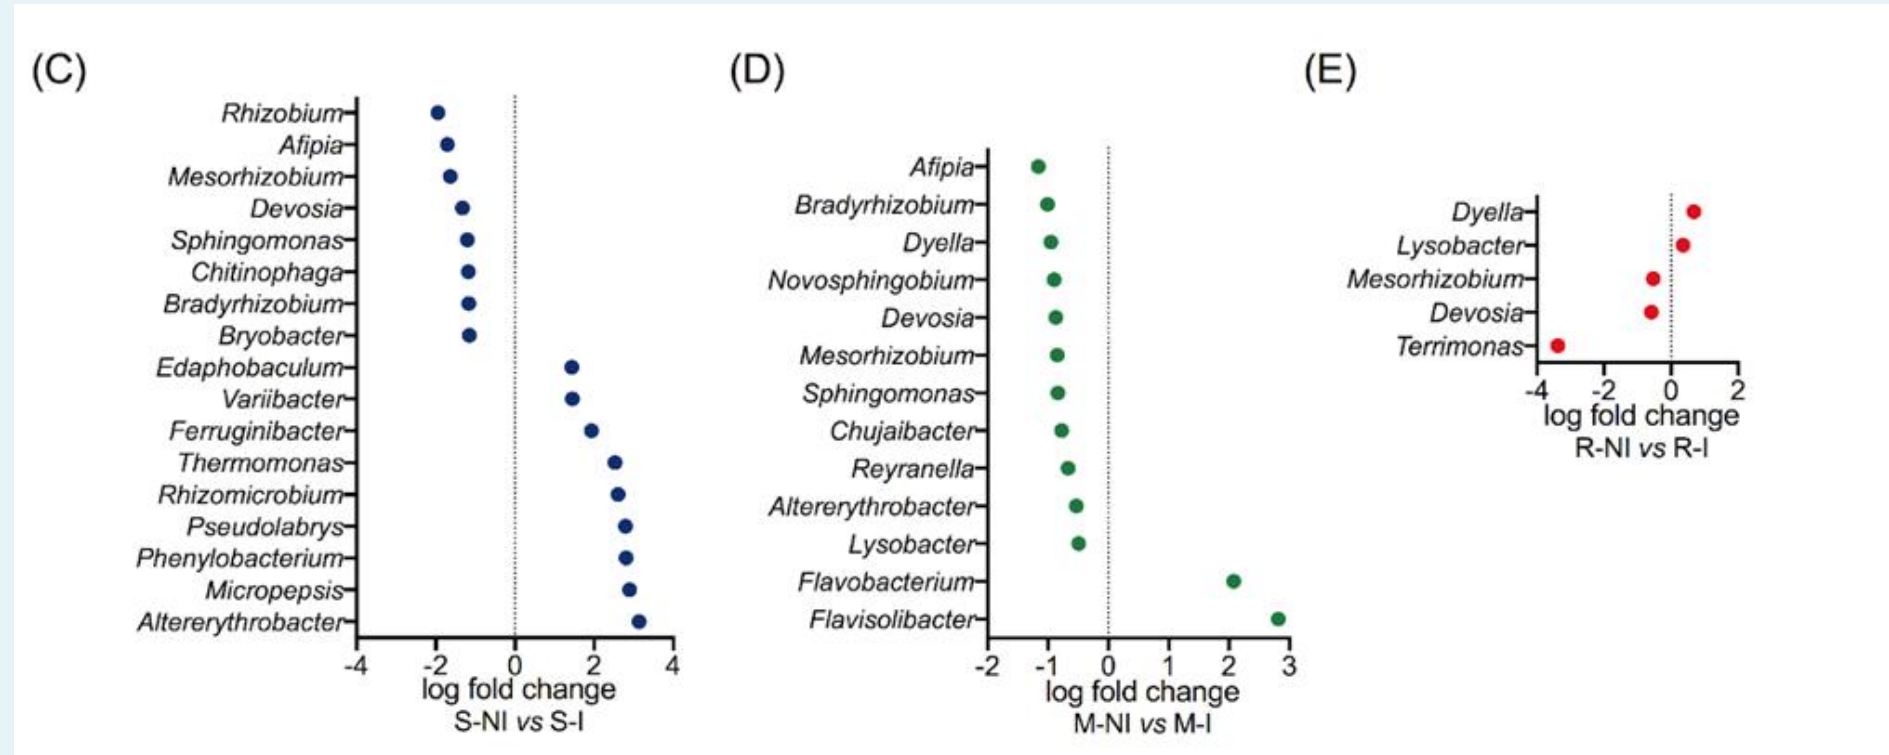 (C)
Rhizobium
Afipia
Mesorhizobium
Devosia
Sphingomonas
Chitinophaga
Bradyrhizobium
Bryobacter
Edaphobaculum
Variibacter
Ferruginibacter
Thermomonas
Rhizomicrobium
Pseudolabrys
Phenylobacterium
Micropepsis
Altererythrobacter
-4 -2 0 2 4
log fold change
S-NI vs S-I
(D)
Afipia
Bradyrhizobium
Dyella
Novosphingobium
Devosia
Mesorhizobium
Sphingomonas
Chujaibacter
Reyranella
Altererythrobacter
Lysobacter
Flavobacterium
Flavisolibacter
-2 -1 0 1 2 3
log fold change
M-NI vs M-I
(E)
Dyella
Lysobacter
Mesorhizobium
Devosia
Terrimonas
-4 -2 0 2
log fold change
R-NI vs R-I